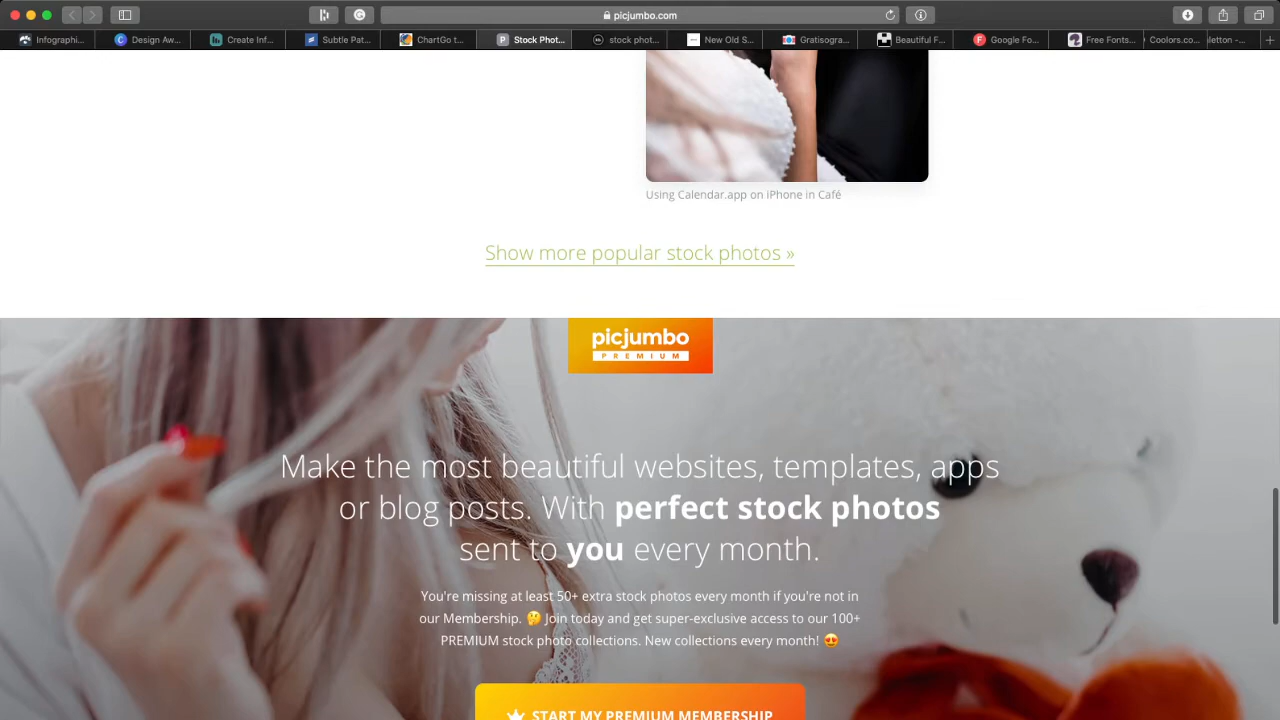 picjumbo.com
Infographi...
Design Aw...
Create Inf...
Subtle Pat...
ChartGo t...
Stock Phot...
stock phot...
New Old S...
Gratisogra...
Beautiful F...
Google Fo...
Free Fonts...
Coolors.co...
letton -...
Using Calendar.app on iPhone in Café
Show more popular stock photos »
picjumbo
PREMIUM
Make the most beautiful websites, templates, apps
or blog posts. With perfect stock photos
sent to you every month.
You're missing at least 50+ extra stock photos every month if you're not in
our Membership. 🤔 Join today and get super-exclusive access to our 100+
PREMIUM stock photo collections. New collections every month! 😍
START MY PREMIUM MEMBERSHIP